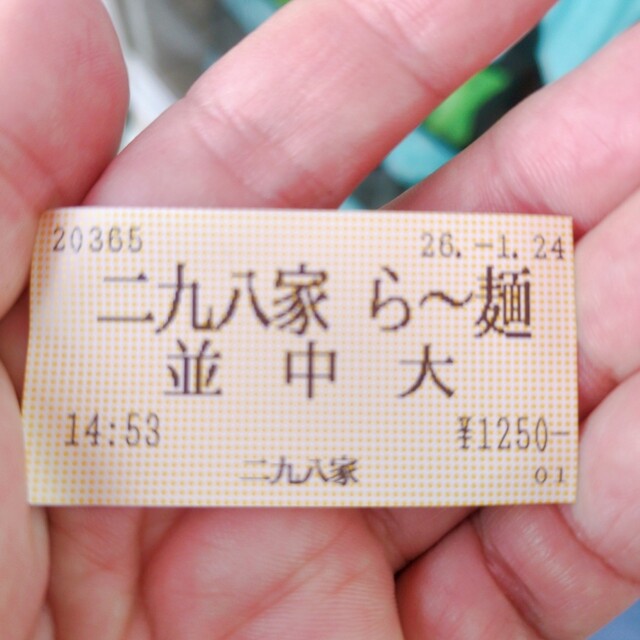 20365 26.-1.24
二九八家 ら〜麺
並 中 大
14:53 ¥1250-
二九八家 01